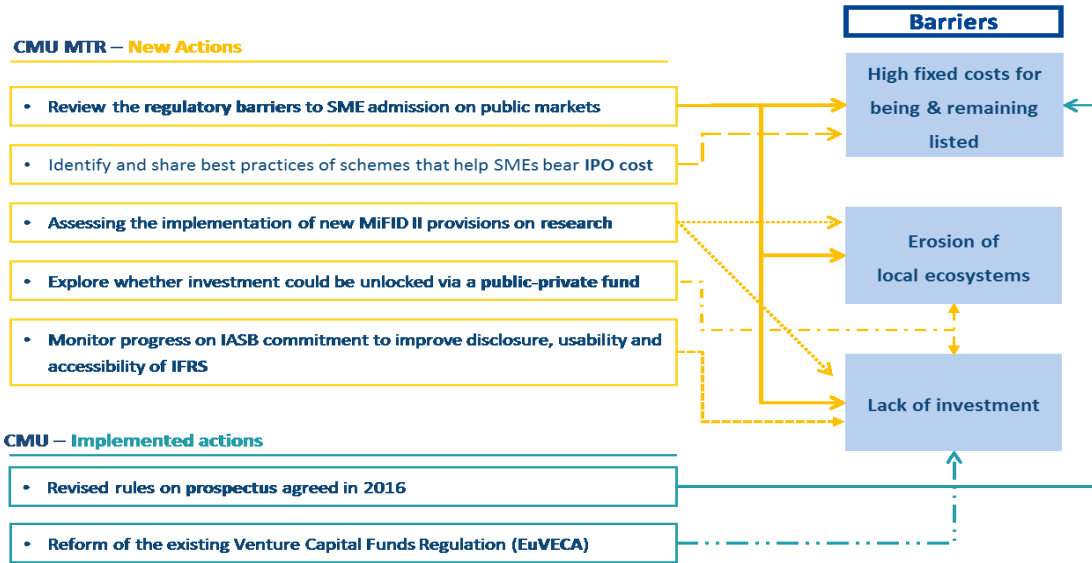 Barriers
CMU MTR – New Actions
High fixed costs for
being & remaining
listed
• Review the regulatory barriers to SME admission on public markets
• Identify and share best practices of schemes that help SMEs bear IPO cost
• Assessing the implementation of new MiFID II provisions on research
Erosion of
local ecosystems
• Explore whether investment could be unlocked via a public-private fund
• Monitor progress on IASB commitment to improve disclosure, usability and
accessibility of IFRS
Lack of investment
CMU – Implemented actions
• Revised rules on prospectus agreed in 2016
• Reform of the existing Venture Capital Funds Regulation (EuVECA)